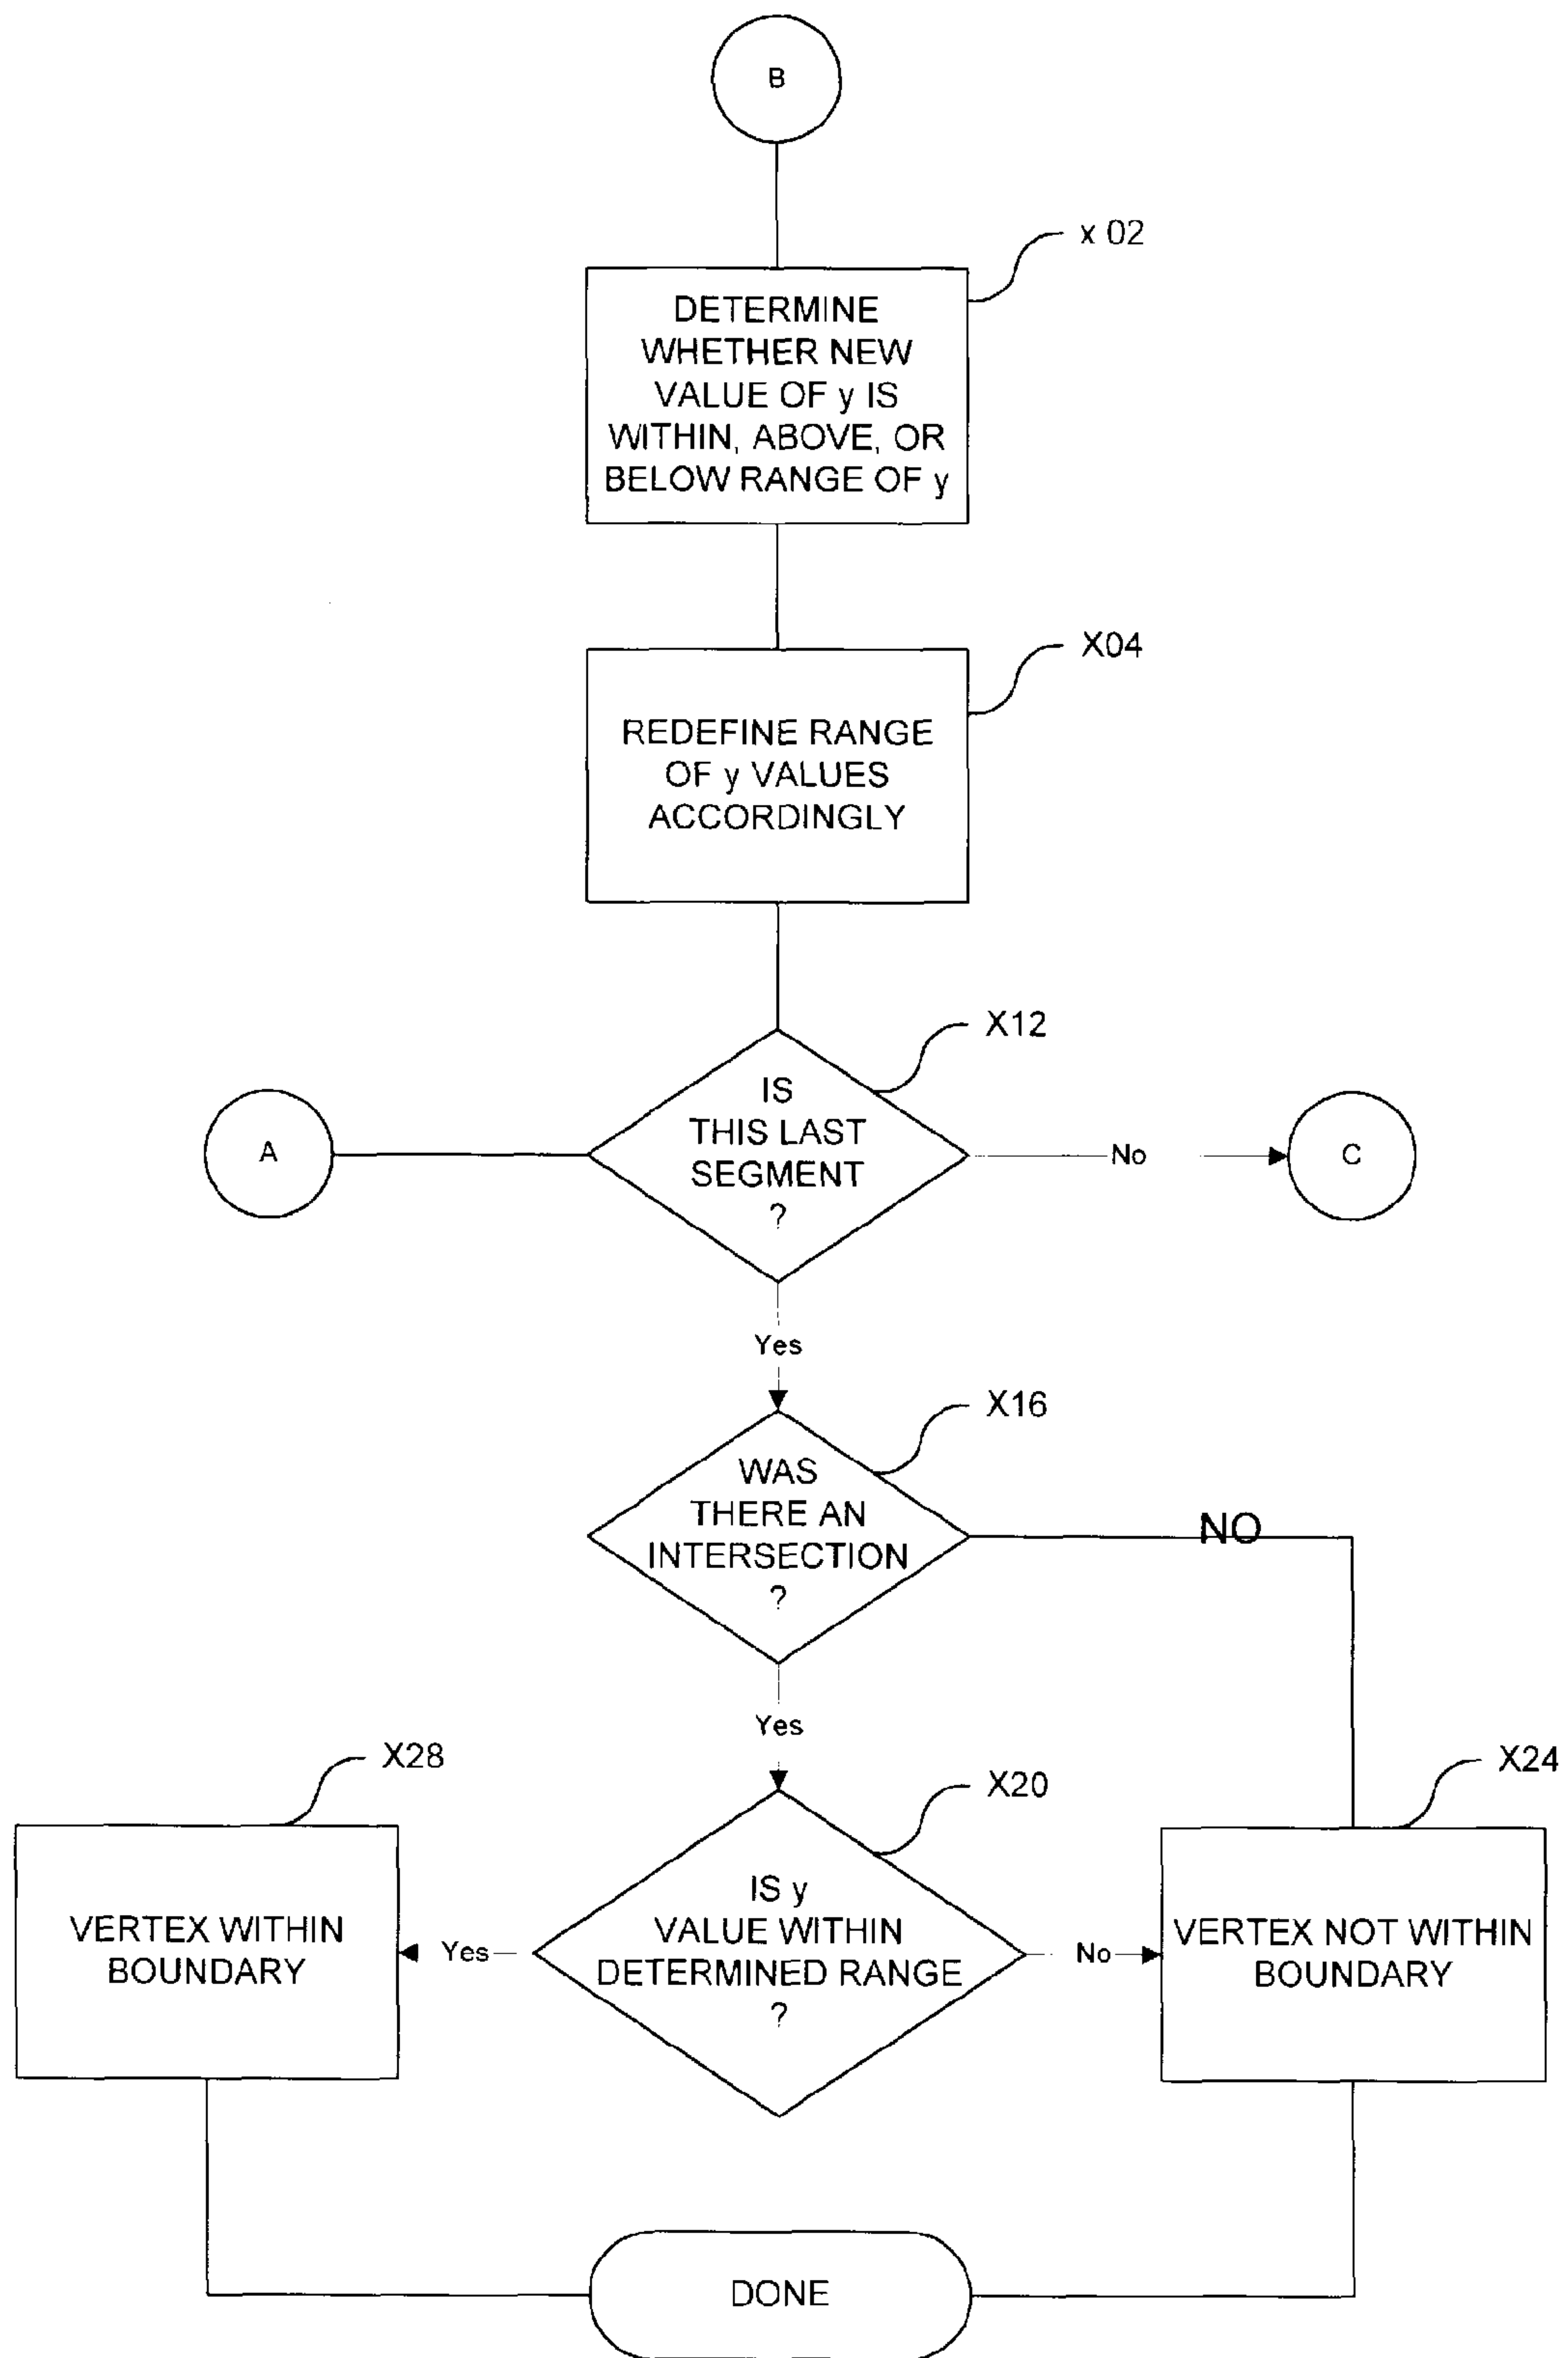 B
x 02
DETERMINE
WHETHER NEW
VALUE OF y IS
WITHIN, ABOVE, OR
BELOW RANGE OF y
X04
REDEFINE RANGE
OF y VALUES
ACCORDINGLY
X12
IS
THIS LAST
SEGMENT
?
A
No
C
Yes
X16
WAS
THERE AN
INTERSECTION
?
NO
Yes
X28
X20
X24
IS y
VALUE WITHIN
DETERMINED RANGE
?
VERTEX WITHIN
BOUNDARY
Yes
No
VERTEX NOT WITHIN
BOUNDARY
DONE